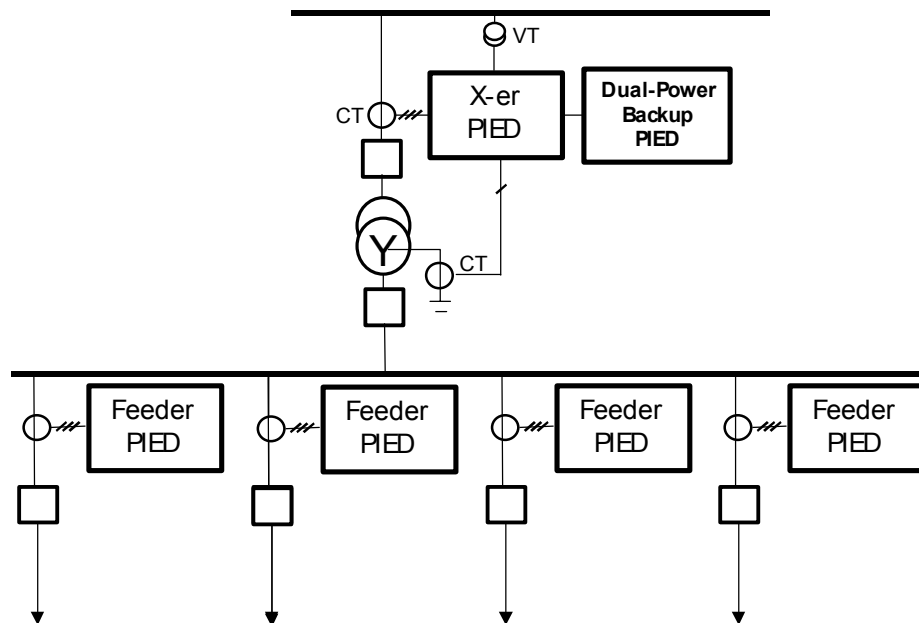 VT
X-er
PIED
Dual-Power
Backup
PIED
CT
Y
CT
Feeder
PIED
Feeder
PIED
Feeder
PIED
Feeder
PIED